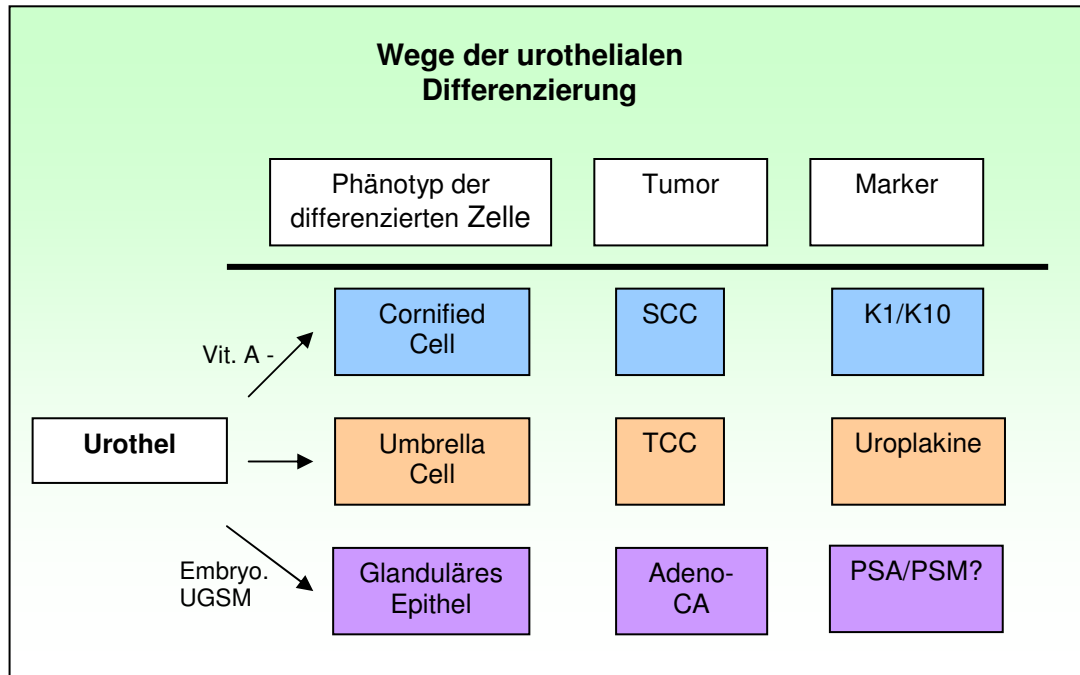 Wege der urothelialen
Differenzierung
Phänotyp der
differenzierten Zelle
Tumor
Marker
Vit. A -
Cornified
Cell
SCC
K1/K10
Urothel
Umbrella
Cell
TCC
Uroplakine
Embryo.
UGSM
Glanduläres
Epithel
Adeno-
CA
PSA/PSM?